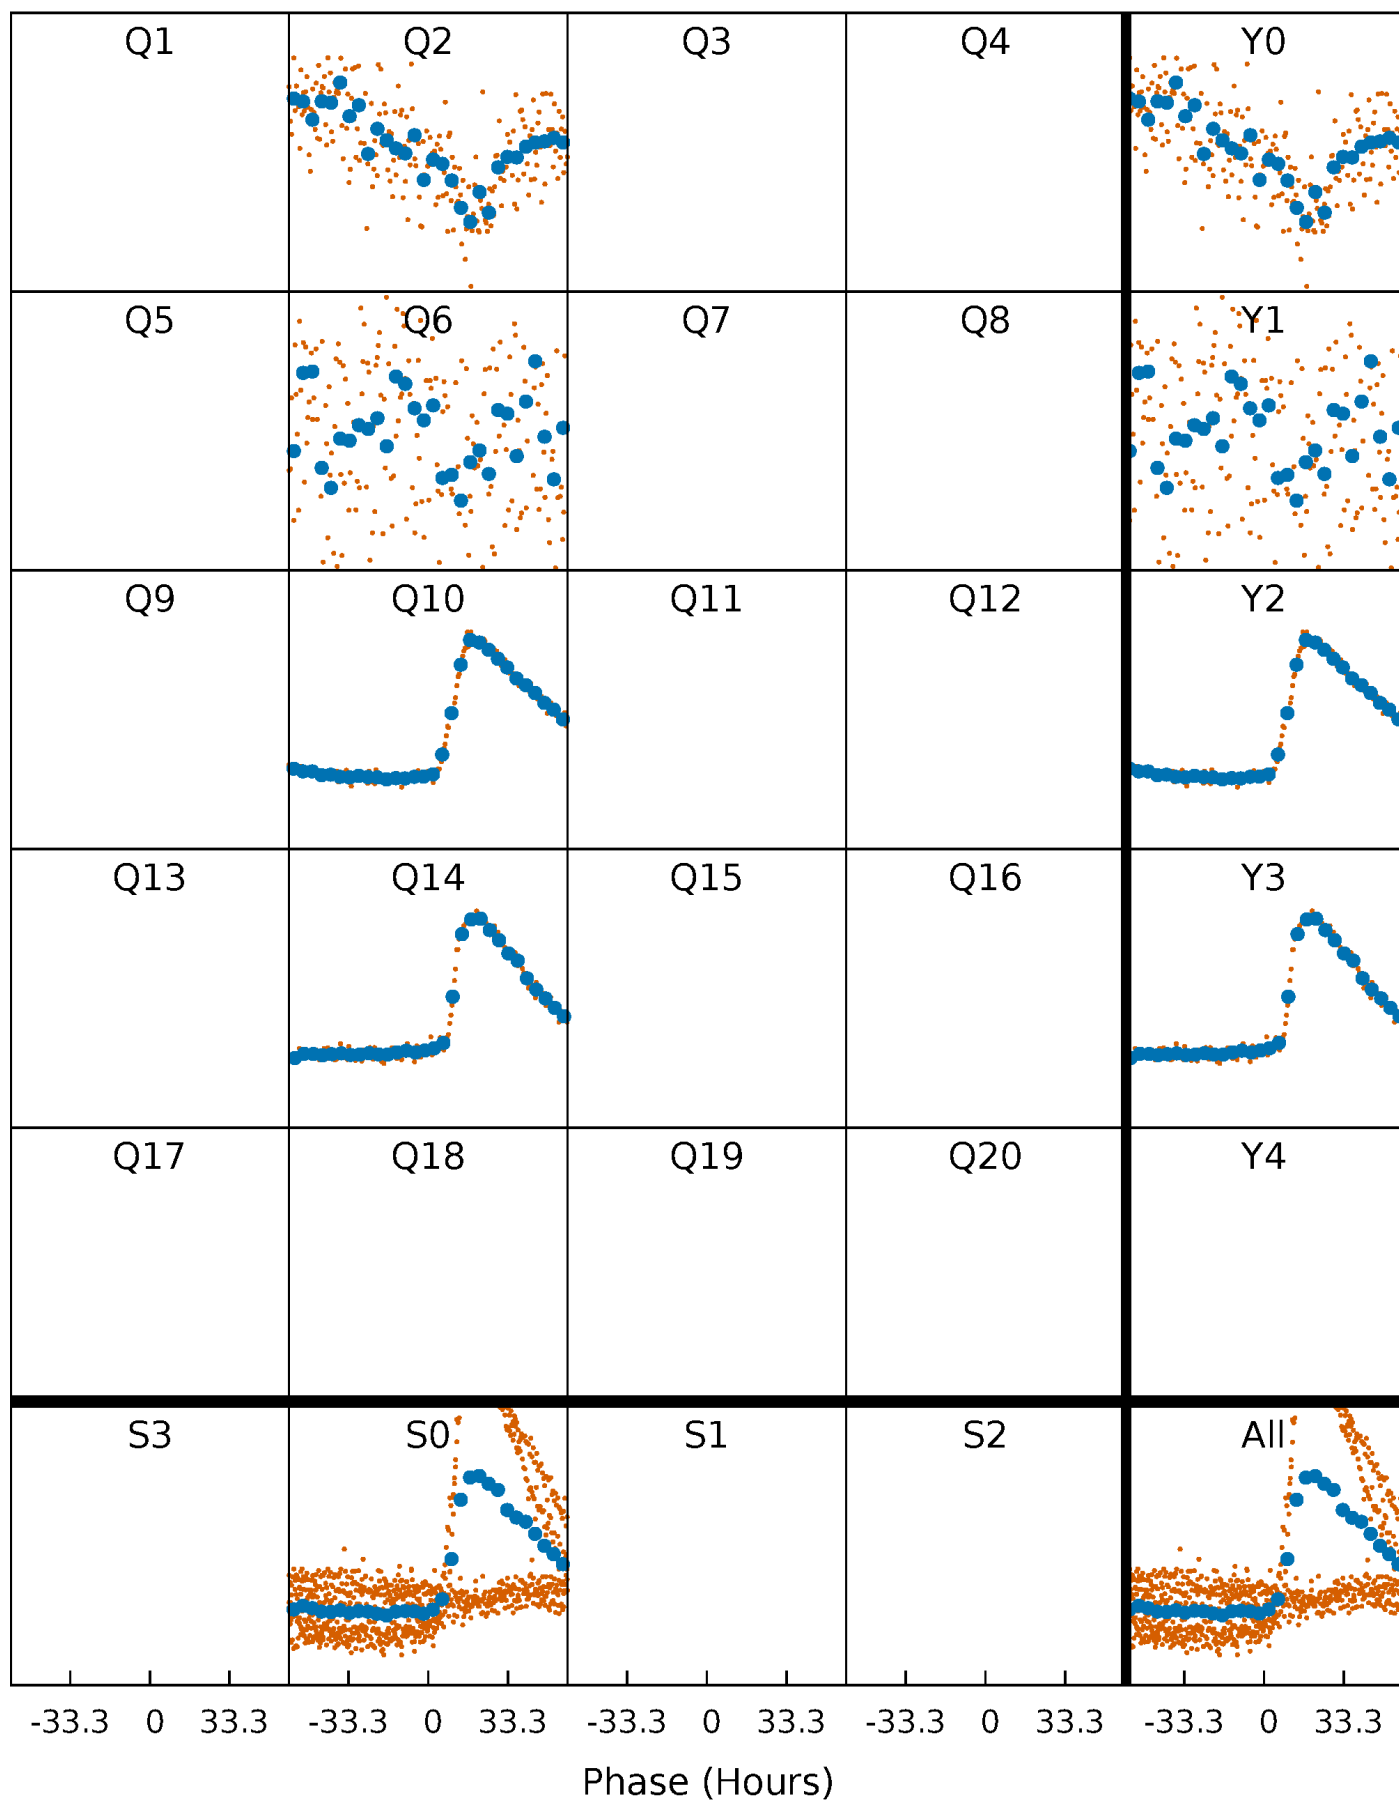 Q1 Q2 Q3 Q4 Y0
Q5 Q6 Q7 Q8 Y1
Q9 Q10 Q11 Q12 Y2
Q13 Q14 Q15 Q16 Y3
Q17 Q18 Q19 Q20 Y4
S3 S0 S1 S2 All
-33.3 0 33.3 -33.3 0 33.3 -33.3 0 33.3 -33.3 0 33.3 -33.3 0 33.3
Phase (Hours)